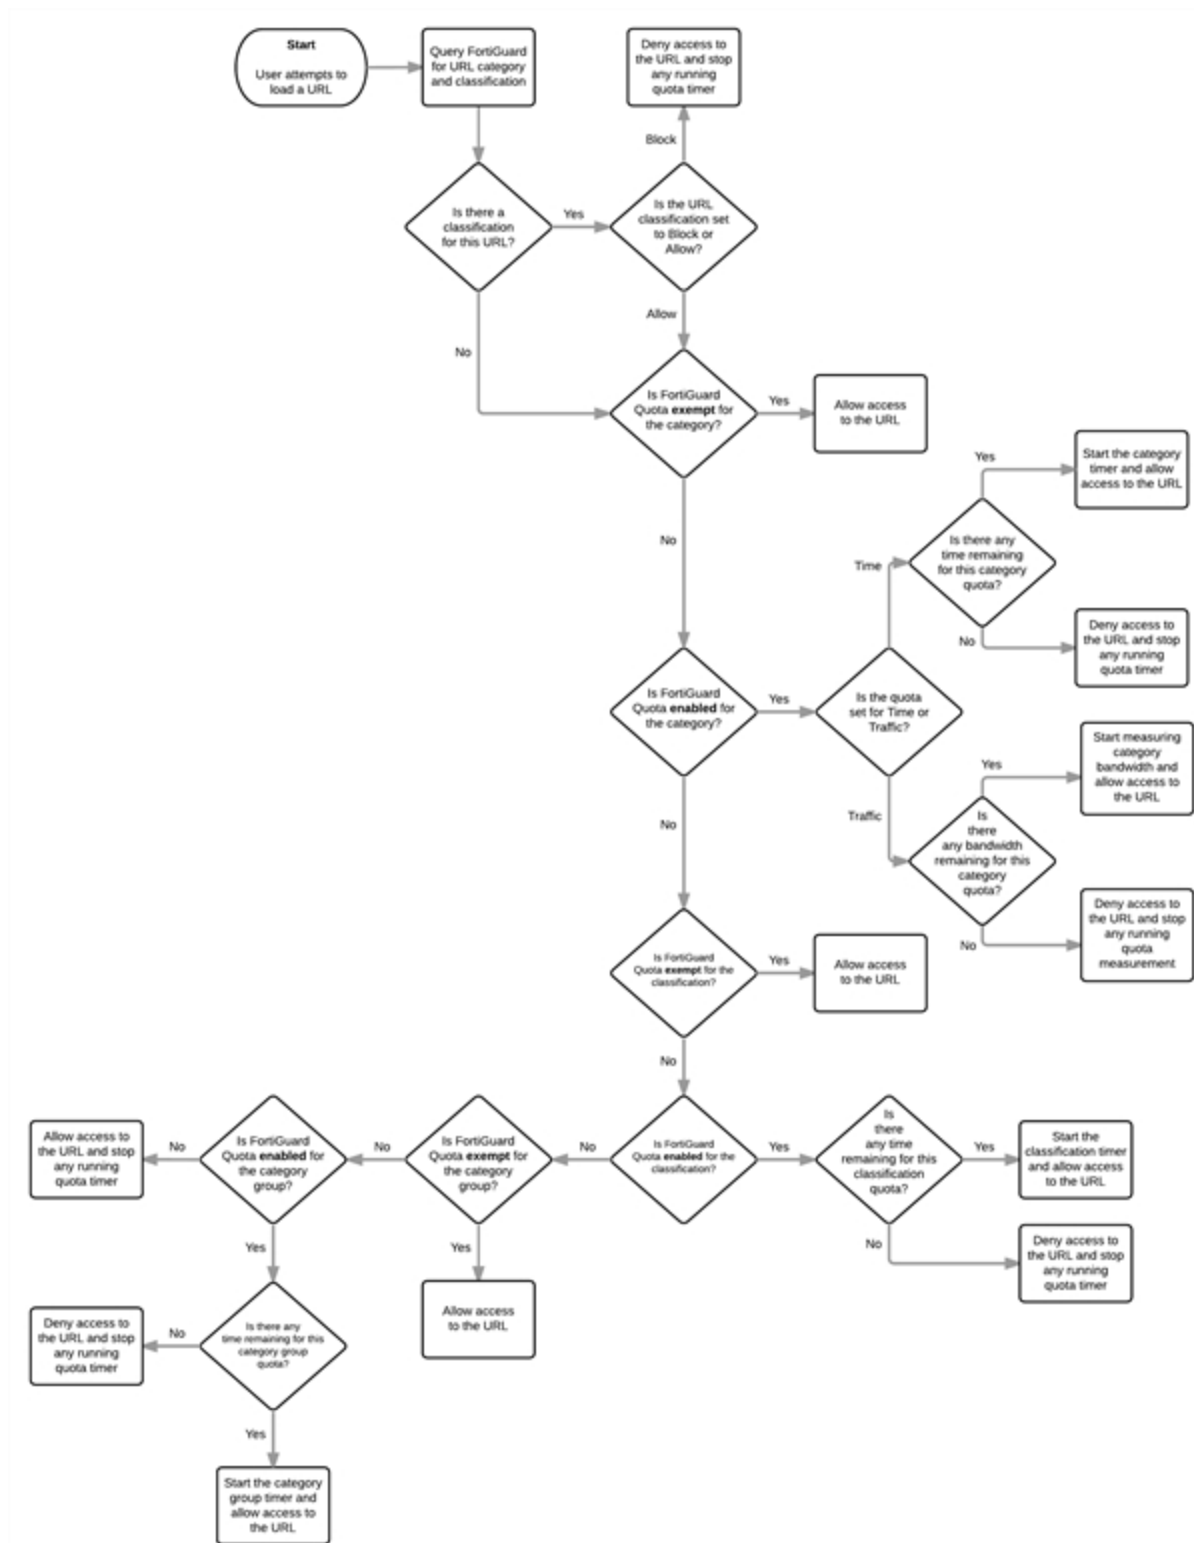 Start
User attempts to
load a URL
Query FortiGuard
for URL category
and classification
Deny access to
the URL and stop
any running
quota timer
Block
Is there a
classification
for this URL?
Yes
Is the URL
classification set
to Block or
Allow?
Allow
No
Is FortiGuard
Quota exempt for
the category?
Yes
Allow access
to the URL
Yes
Start the category
timer and allow
access to the URL
No
Is there any
time remaining
for this category
quota?
Time
No
Deny access to
the URL and stop
any running
quota timer
Is FortiGuard
Quota enabled for
the category?
Yes
Is the quota
set for Time or
Traffic?
Start measuring
category
bandwidth and
allow access to
the URL
Yes
Traffic
No
Is
there
any bandwidth
remaining for this
category
quota?
No
Deny access to
the URL and stop
any running
quota
measurement
Is FortiGuard
Quota exempt for the
classification?
Yes
Allow access
to the URL
No
Allow access to
the URL and stop
any running
quota timer
No
Is FortiGuard
Quota enabled for
the category
group?
No
Is FortiGuard
Quota exempt for
the category
group?
No
Is FortiGuard
Quota enabled for the
classification?
Yes
Is
there
any time
remaining for this
classification
quota?
Yes
Start the
classification timer
and allow access
to the URL
No
Deny access to
the URL and stop
any running
quota timer
Yes
Yes
Allow access
to the URL
Deny access to
the URL and stop
any running
quota timer
No
Is there any
time remaining for this
category group
quota?
Yes
Start the category
group timer and
allow access to
the URL